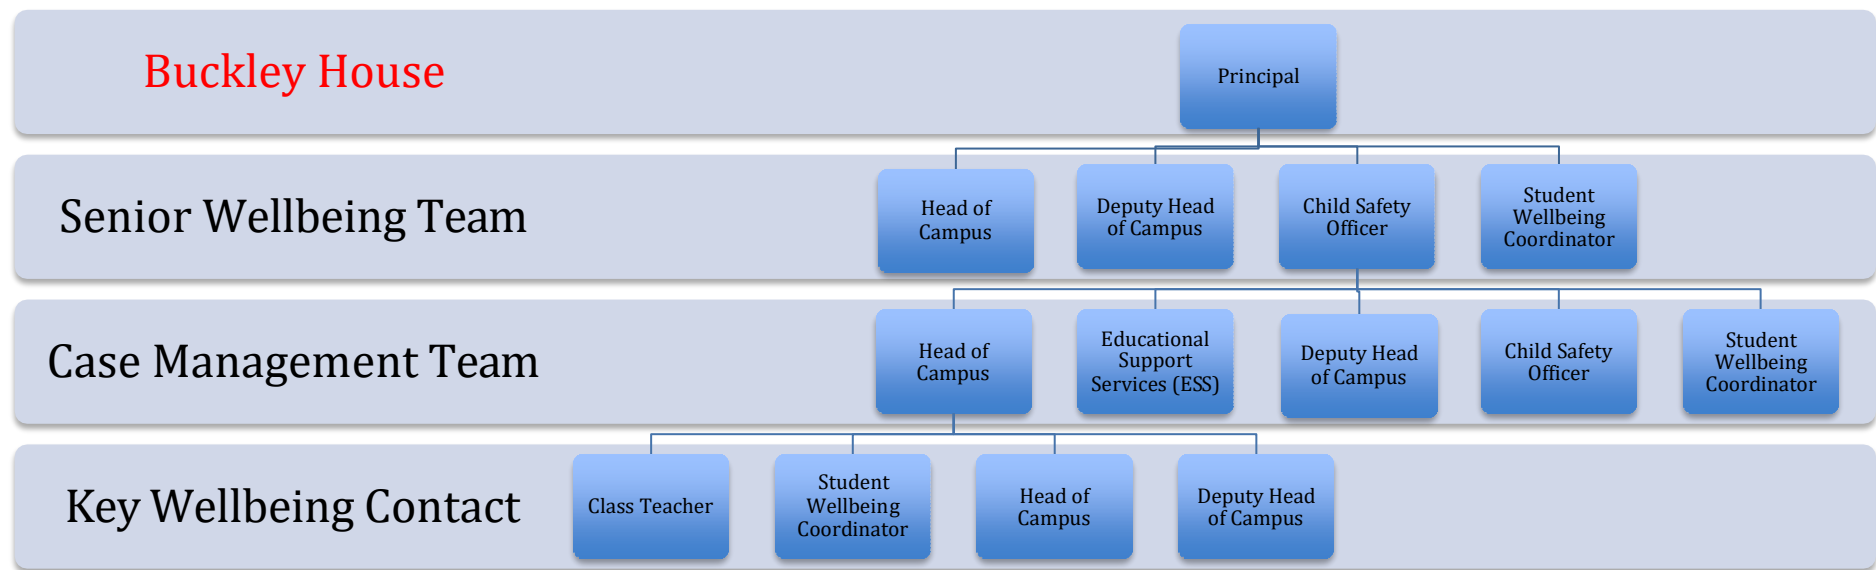 Buckley House
Principal
Senior Wellbeing Team
Head of
Campus
Deputy Head
of Campus
Child Safety
Officer
Student
Wellbeing
Coordinator
Case Management Team
Head of
Campus
Educational
Support
Services (ESS)
Deputy Head
of Campus
Child Safety
Officer
Student
Wellbeing
Coordinator
Key Wellbeing Contact
Class Teacher
Student
Wellbeing
Coordinator
Head of
Campus
Deputy Head
of Campus